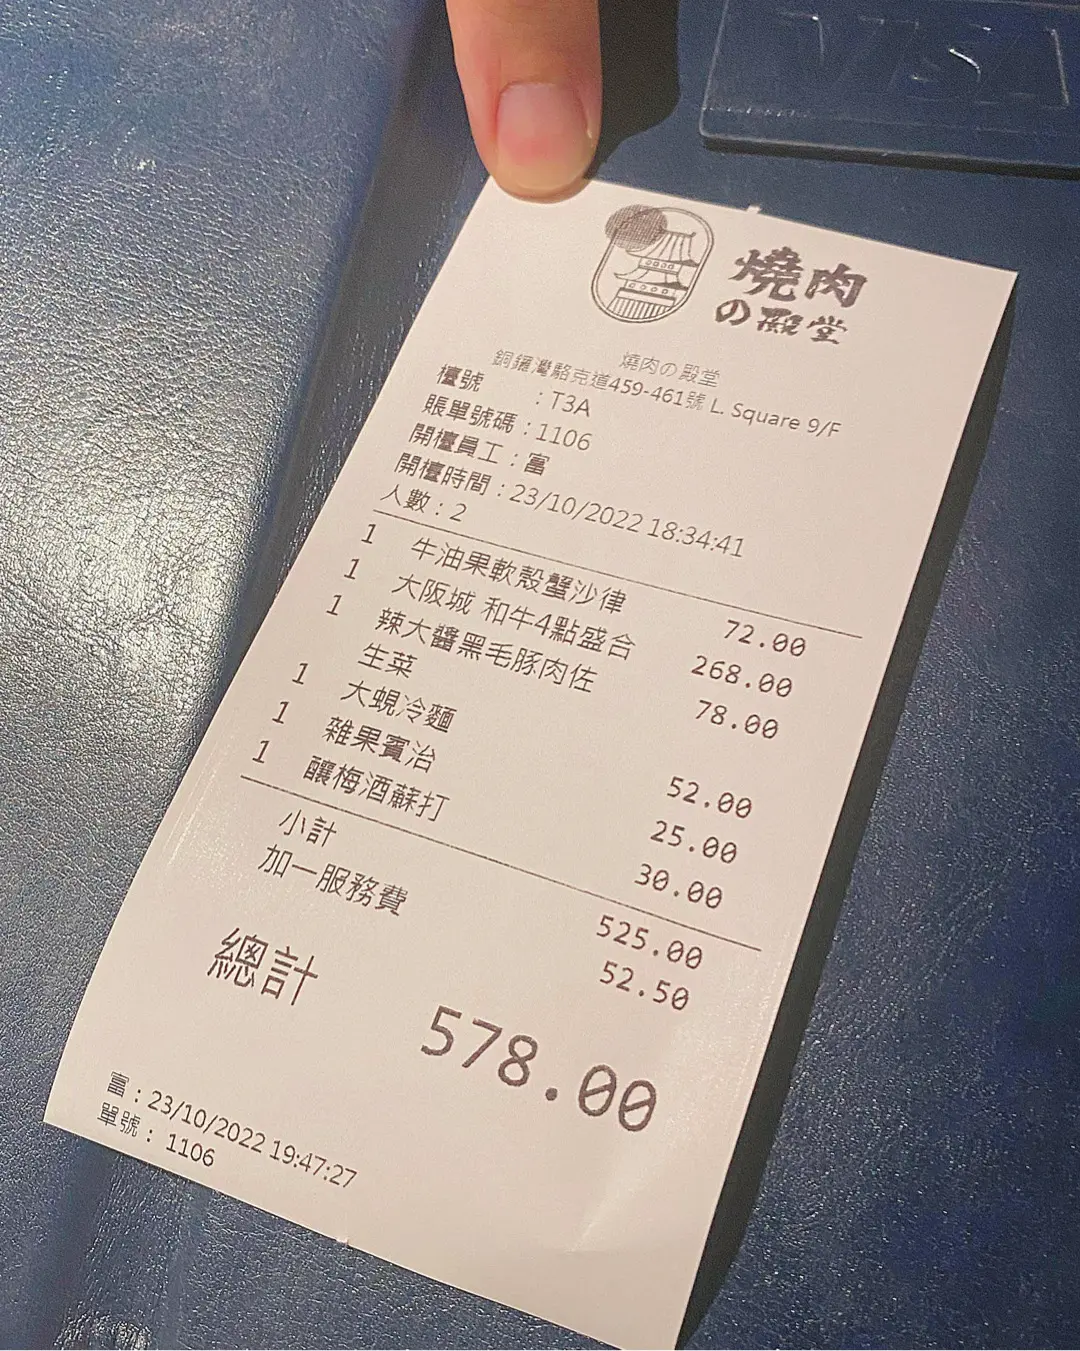 燒肉
の殿堂
燒肉の殿堂
銅鑼灣駱克道459-461號 L. Square 9/F
檯號 : T3A
賬單號碼 : 1106
開檯員工 : 富
開檯時間 : 23/10/2022 18:34:41
人數 : 2
1 牛油果軟殼蟹沙律 72.00
1 大阪城 和牛4點盛合 268.00
1 辣大醬黑毛豚肉佐 78.00
生菜
1 大蜆冷麵 52.00
1 雜果賓治 25.00
1 釀梅酒蘇打 30.00
小計 525.00
加一服務費 52.50
總計 578.00
富 : 23/10/2022 19:47:27
單號 : 1106
VISA